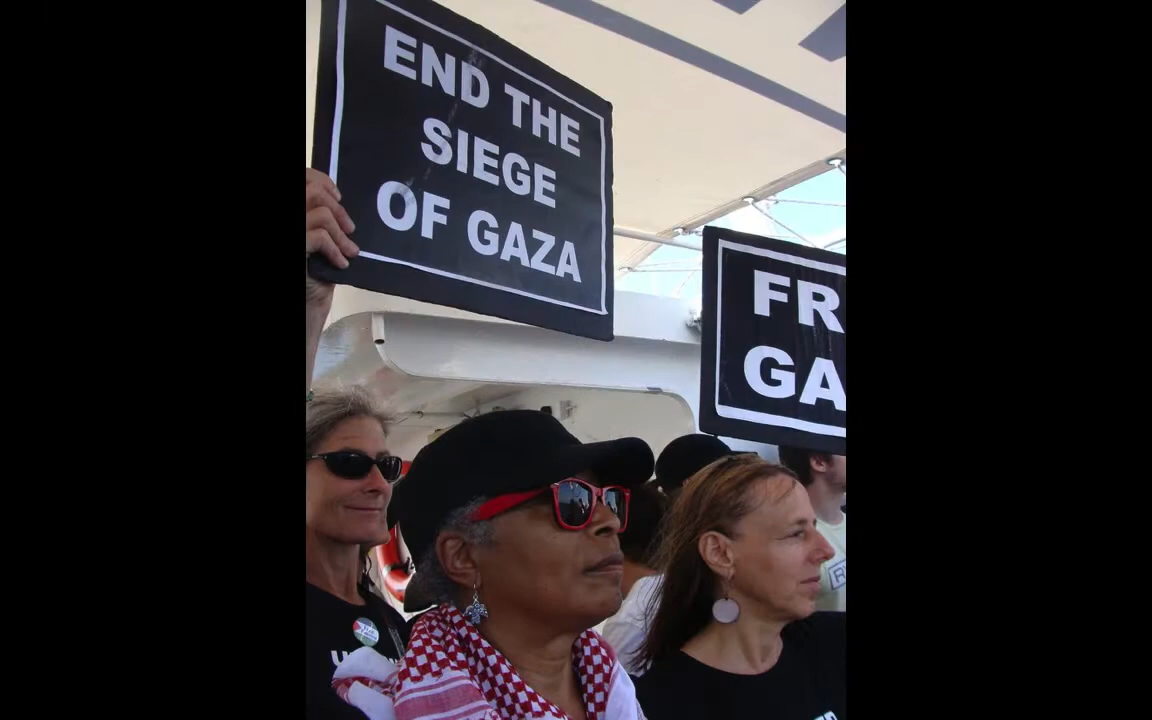 END THE
SIEGE
OF GAZA
FR
GA